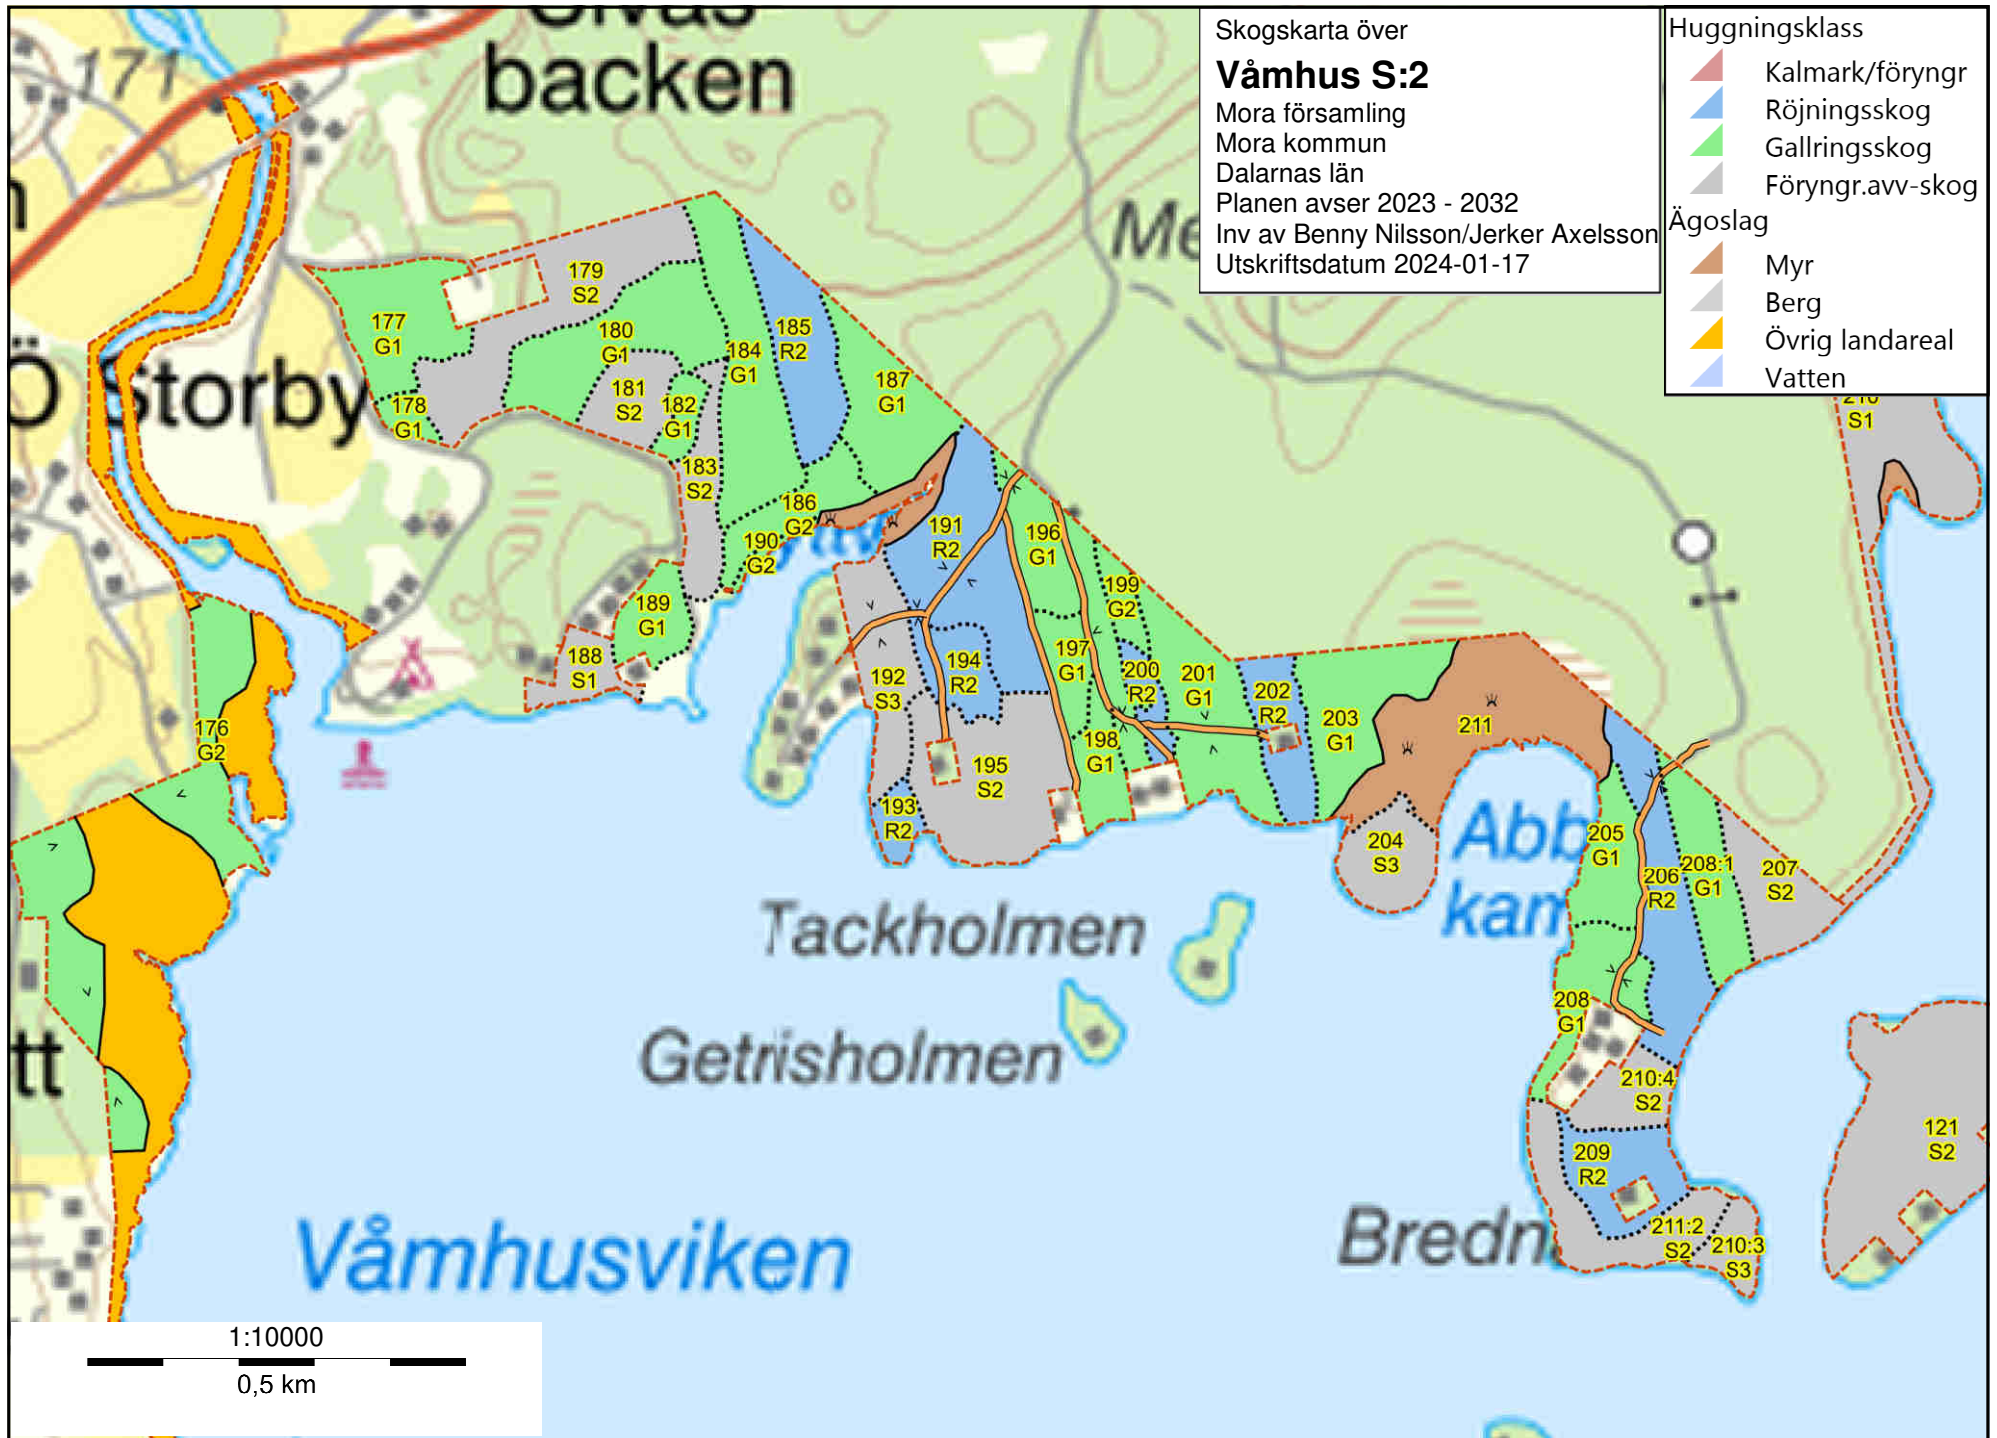 backen
171
Skogskarta över
Våmhus S:2
Mora församling
Mora kommun
Dalarnas län
Planen avser 2023 - 2032
Inv av Benny Nilsson/Jerker Axelsson
Utskriftsdatum 2024-01-17
Huggningsklass
Kalmark/föryngr
Röjningsskog
Gallringsskog
Föryngr.avv-skog
Ägoslag
Myr
Berg
Övrig landareal
Vatten
Me
S1
179
S2
177
G1
180
G1
185
R2
184
G1
187
G1
181
S2
182
G1
178
G1
Ö Storby
183
S2
186
G2
190
G2
191
R2
196
G1
199
G2
189
G1
188
S1
192
S3
194
R2
197
G1
200
R2
201
G1
202
R2
203
G1
211
176
G2
198
G1
195
S2
193
R2
204
S3
Abb
kam
205
G1
206
R2
208:1
G1
207
S2
Tackholmen
Getrisholmen
208
G1
tt
210:4
S2
121
S2
209
R2
211:2
S2
210:3
S3
Bredn
Våmhusviken
1:10000
0,5 km